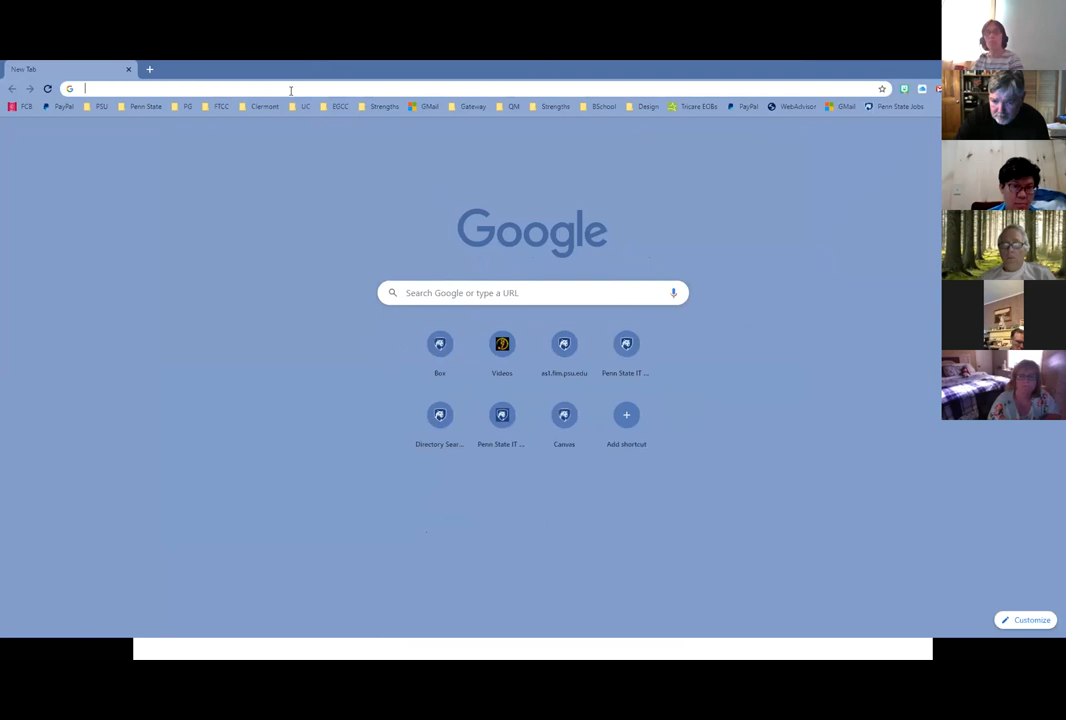 New Tab
FCB PayPal PSU Penn State PG FTCC Clermont UC EGCC Strengths GMail Gateway QM Strengths BSchool Design Tricare EOBs PayPal WebAdvisor GMail Penn State Jobs
Google
Search Google or type a URL
Box Videos esl.fim.psu.edu Penn State IT ...
Directory Sear... Penn State IT ... Canvas Add shortcut
Customize